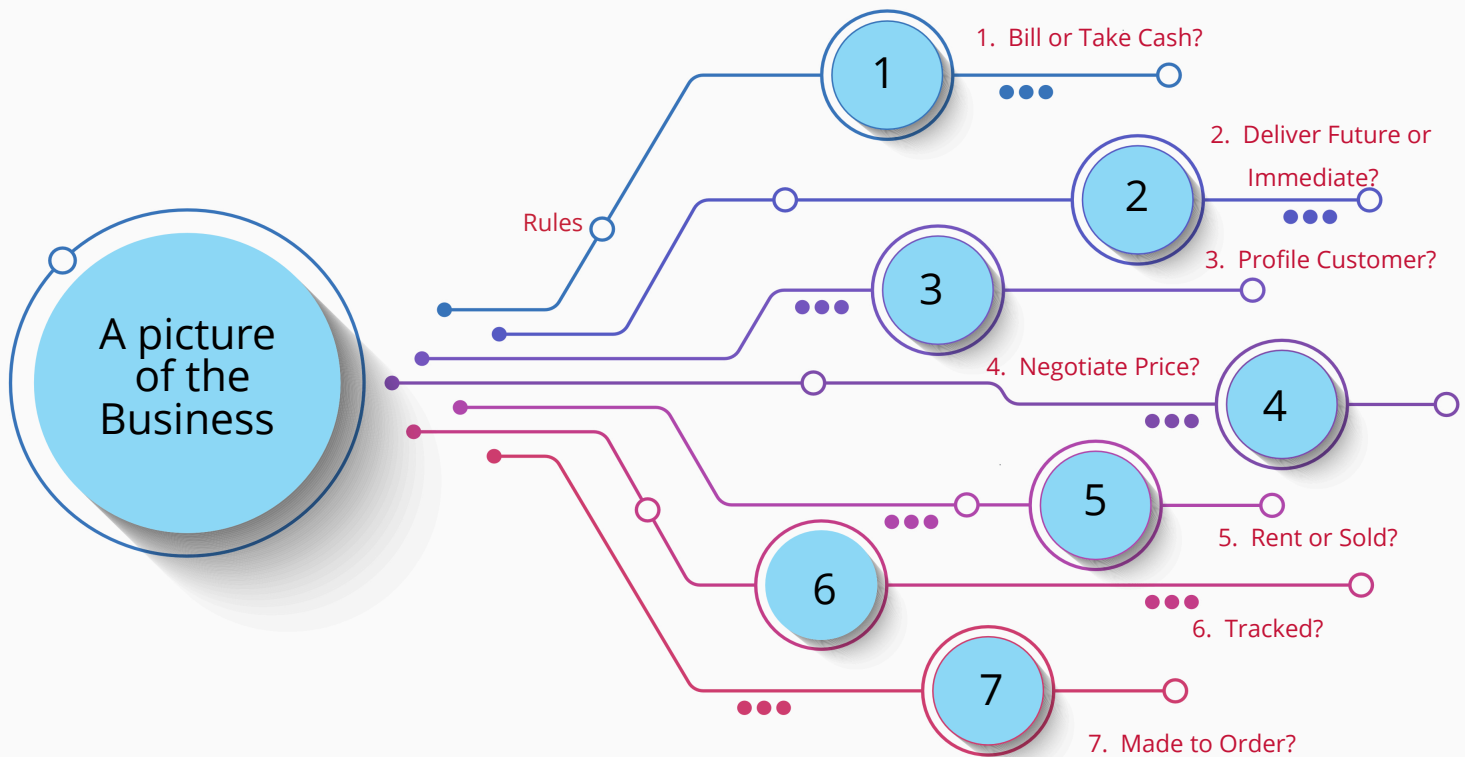 A picture
of the
Business
Rules
1
1. Bill or Take Cash?
2
2. Deliver Future or
Immediate?
3
3. Profile Customer?
4. Negotiate Price?
4
5
5. Rent or Sold?
6
6. Tracked?
7
7. Made to Order?